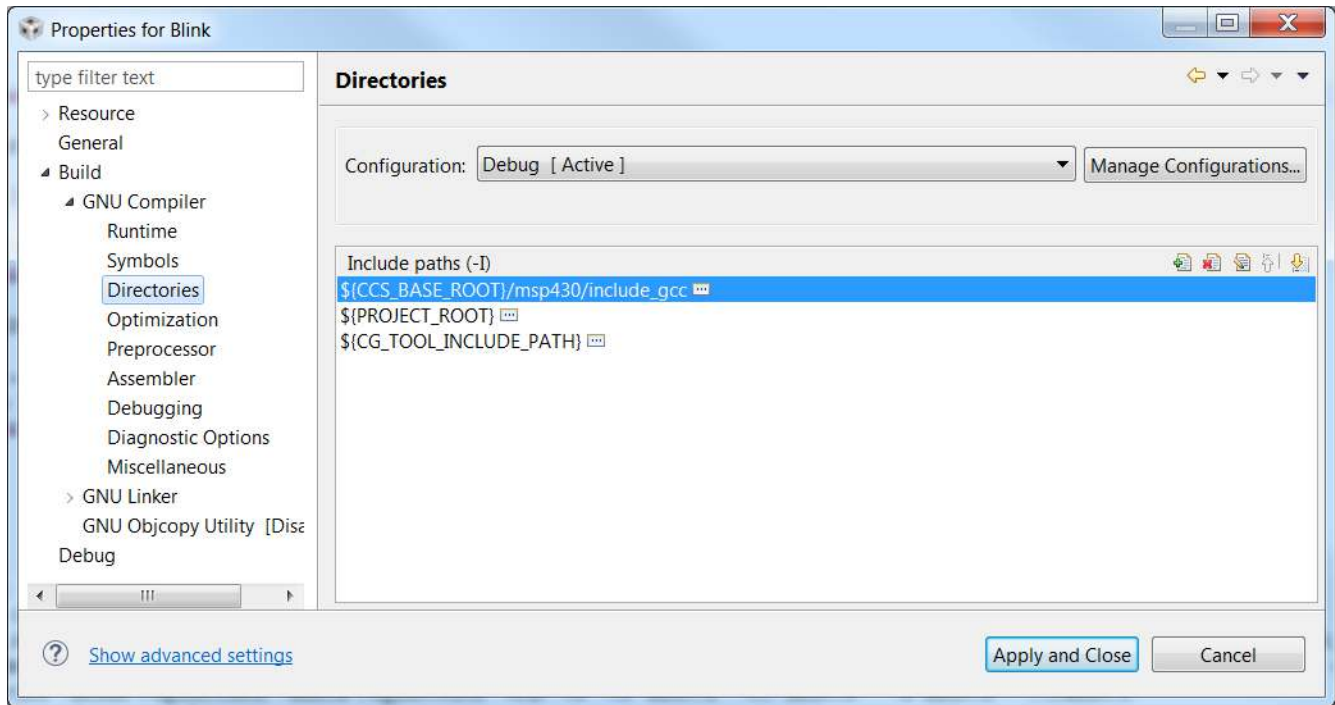 Properties for Blink
type filter text
Resource
General
Build
GNU Compiler
Runtime
Symbols
Directories
Optimization
Preprocessor
Assembler
Debugging
Diagnostic Options
Miscellaneous
GNU Linker
GNU Objcopy Utility [Disa
Debug
Directories
Configuration: Debug [ Active ] Manage Configurations...
Include paths (-I)
${CCS_BASE_ROOT}/msp430/include_gcc
${PROJECT_ROOT}
${CG_TOOL_INCLUDE_PATH}
Show advanced settings
Apply and Close Cancel